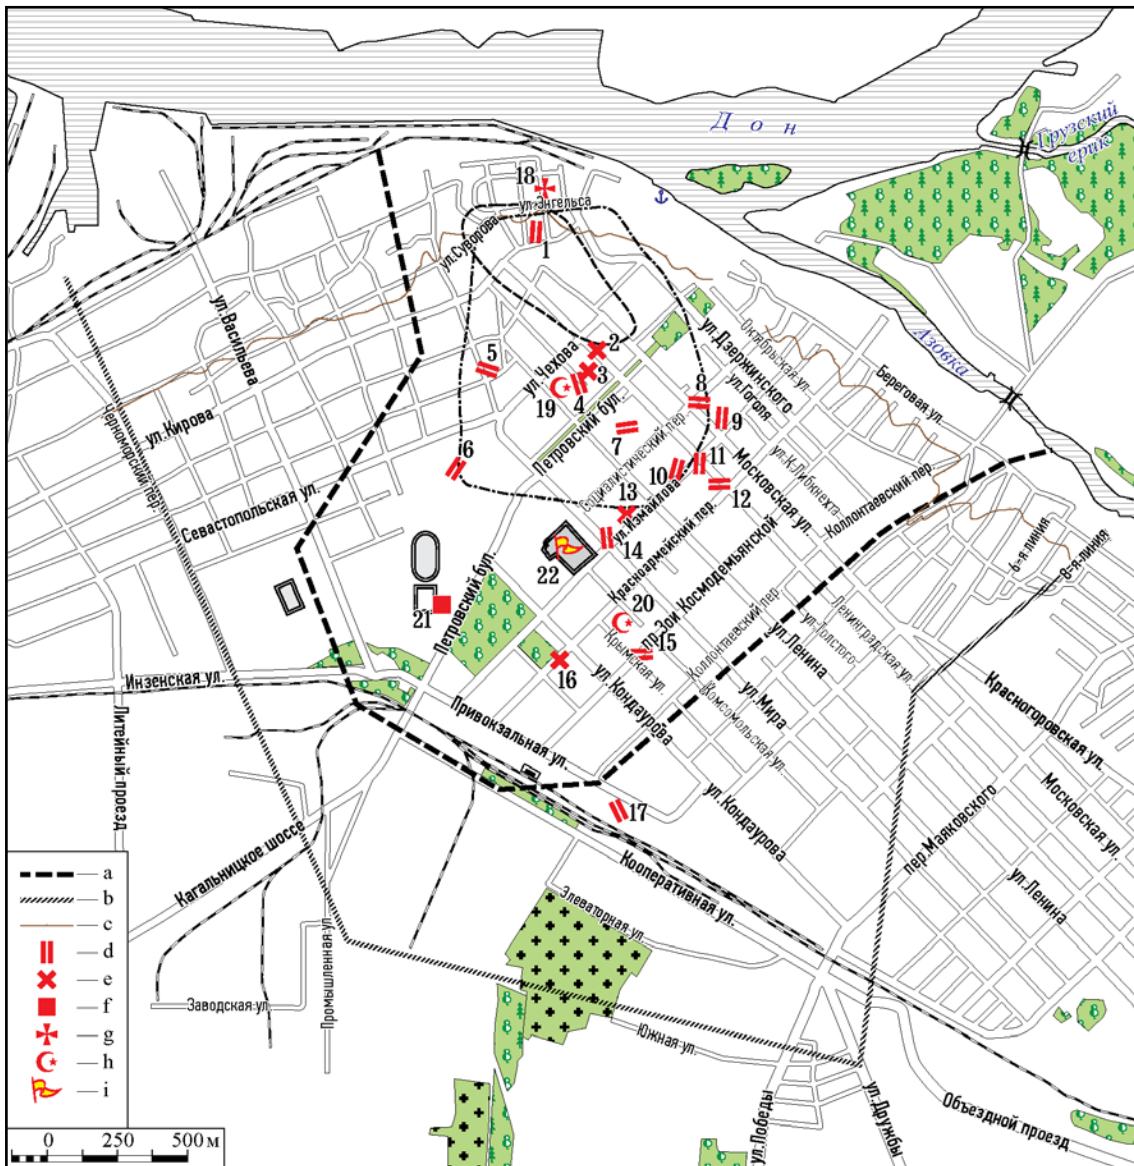 Дон
Грузский
ерик
18
ул.Энгельса
ул.Суворова
1
Азовка
ул.Васильева
2
5
ул.Чехова
3
19
4
Петровский бул.
ул.Дзержинского
Октябрьская ул.
ул.Гоголя
Береговая ул.
8
9
Черноморский пер.
ул.Кирова
7
Социалистический пер.
6
10
11
12
Московская ул.
ул.К.Либкнехта
Коллонтаевский пер.
Севастопольская ул.
13
ул.Измайлова
14
22
Красноармейский пер.
пр.Зои Космодемьянской
6-я линия
8-я линия
Петровский бул.
21
20
15
16
Крымская ул.
Коллонтаевский пер.
ул.Ленина
ул.Толстого
Ленинградская ул.
Инзенская ул.
Литейный проезд
Привокзальная ул.
ул.Кондаурова
ул.Мира
Комсомольская ул.
Красногоровская ул.
17
ул.Кондаурова
пер.Маяковского
Московская ул.
ул.Ленина
Кагальницкое шоссе
Кооперативная ул.
Элеваторная ул.
Заводская ул.
Промышленная ул.
Южная ул.
ул.Победы
ул.Дружбы
Объездной проезд
— a
— b
— c
— d
— e
— f
— g
— h
— i
0 250 500 м